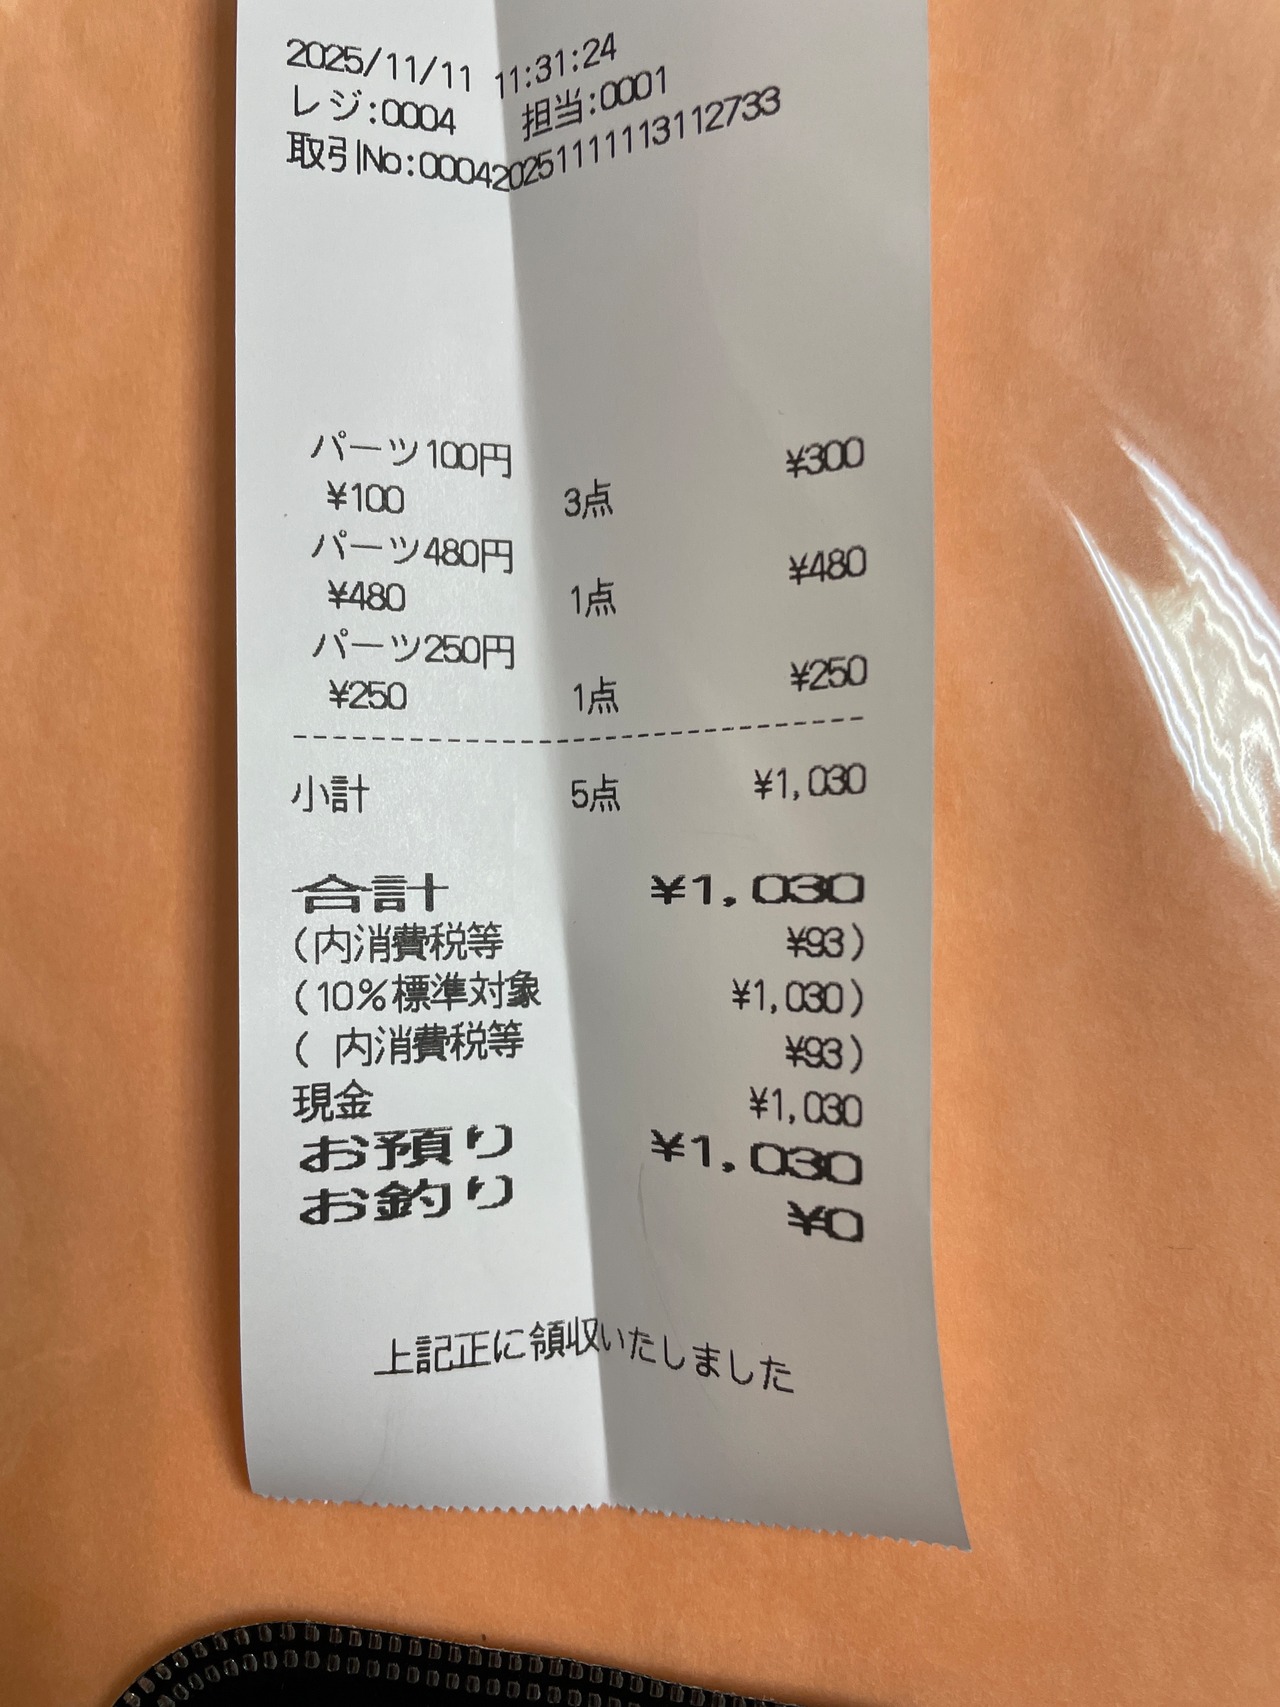 2025/11/11 11:31:24
レジ:0004 担当:0001
取引No:000420251111113112733
パーツ100円 ¥300
¥100 3点
パーツ480円 ¥480
¥480 1点
パーツ250円 ¥250
¥250 1点
小計 5点 ¥1,030
合計 ¥1,030
(内消費税等 ¥93)
(10%標準対象 ¥1,030)
( 内消費税等 ¥93)
現金 ¥1,030
お預り ¥1,030
お釣り ¥0
上記正に領収いたしました